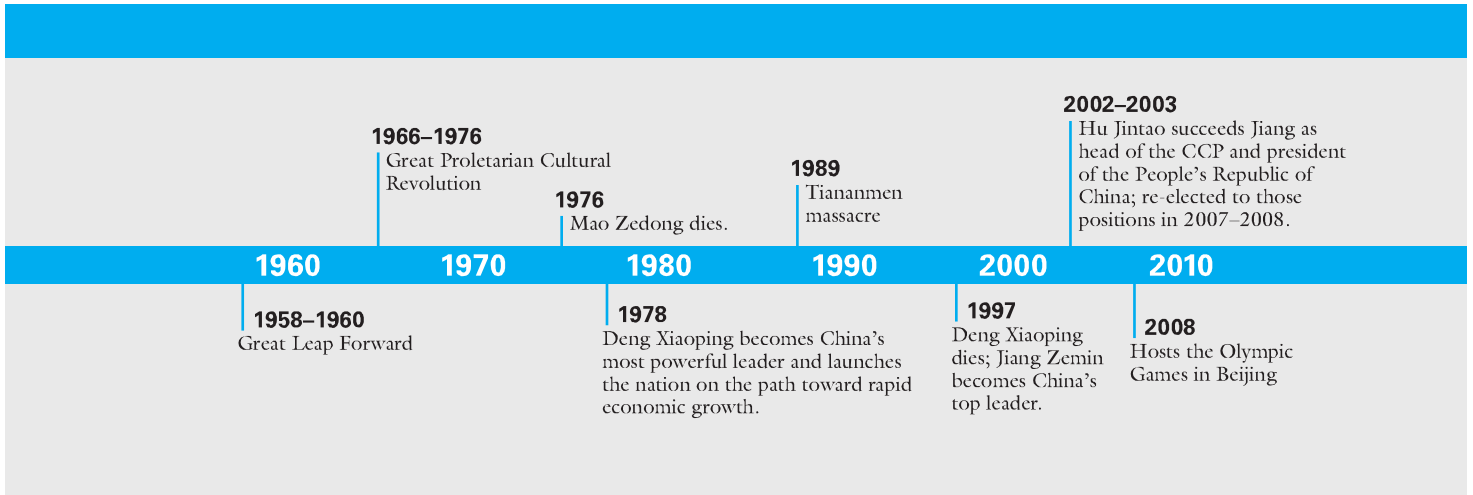 1966–1976
Great Proletarian Cultural
Revolution
1976
Mao Zedong dies.
1989
Tiananmen
massacre
2002–2003
Hu Jintao succeeds Jiang as
head of the CCP and president
of the People’s Republic of
China; re-elected to those
positions in 2007–2008.
1960 1970 1980 1990 2000 2010
1958–1960
Great Leap Forward
1978
Deng Xiaoping becomes China’s
most powerful leader and launches
the nation on the path toward rapid
economic growth.
1997
Deng Xiaoping
dies; Jiang Zemin
becomes China’s
top leader.
2008
Hosts the Olympic
Games in Beijing